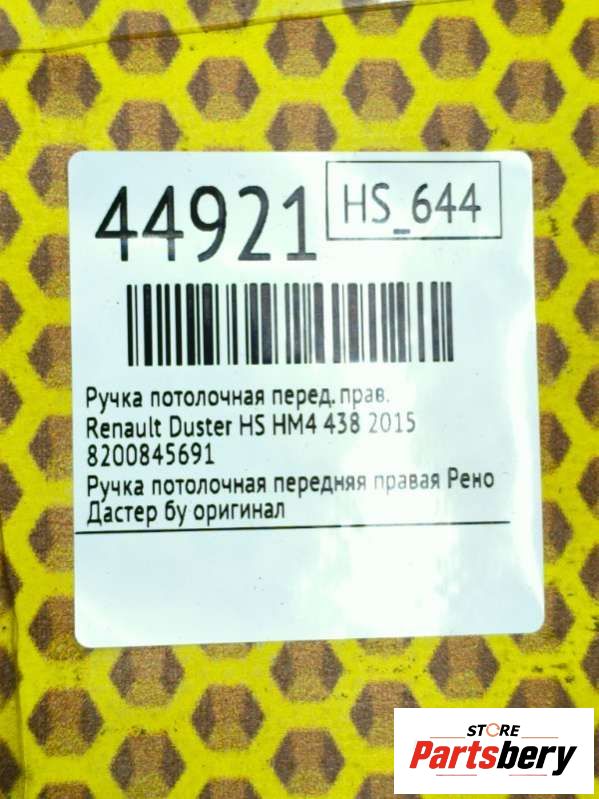 44921
HS_644
Ручка потолочная перед. прав.
Renault Duster HS HM4 438 2015
8200845691
Ручка потолочная передняя правая Рено
Дастер бу оригинал
STORE
Partsbery